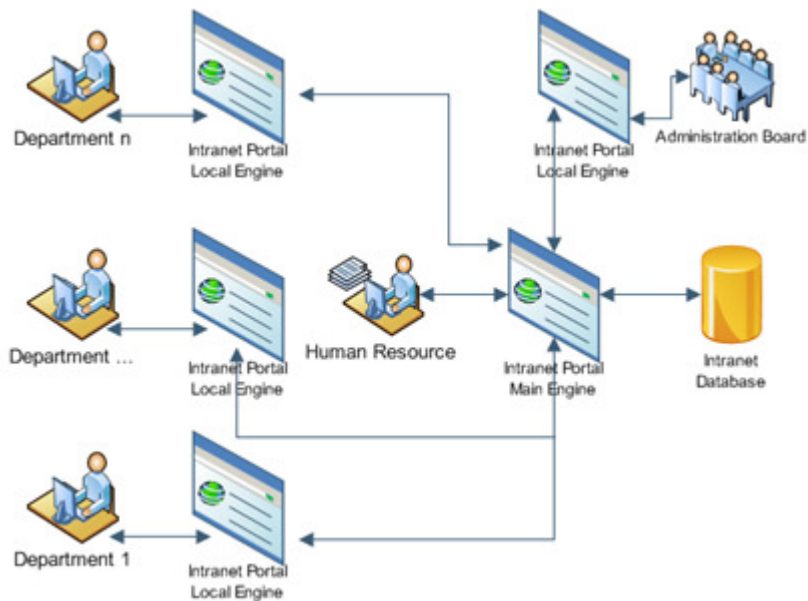 Department n
Intranet Portal
Local Engine
Intranet Portal
Local Engine
Administration Board
Department ...
Intranet Portal
Local Engine
Human Resource
Intranet Portal
Main Engine
Intranet
Database
Department 1
Intranet Portal
Local Engine